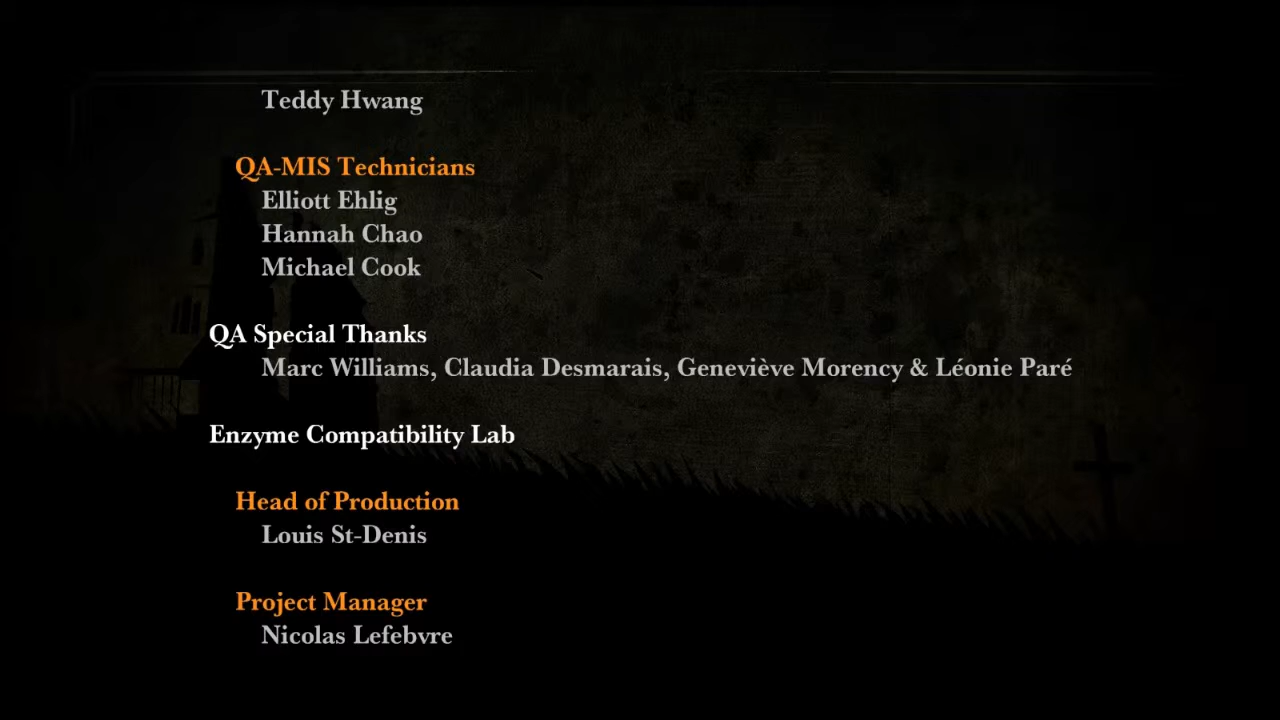 Teddy Hwang
QA-MIS Technicians
Elliott Ehlig
Hannah Chao
Michael Cook
QA Special Thanks
Marc Williams, Claudia Desmarais, Geneviève Morency & Léonie Paré
Enzyme Compatibility Lab
Head of Production
Louis St-Denis
Project Manager
Nicolas Lefebvre